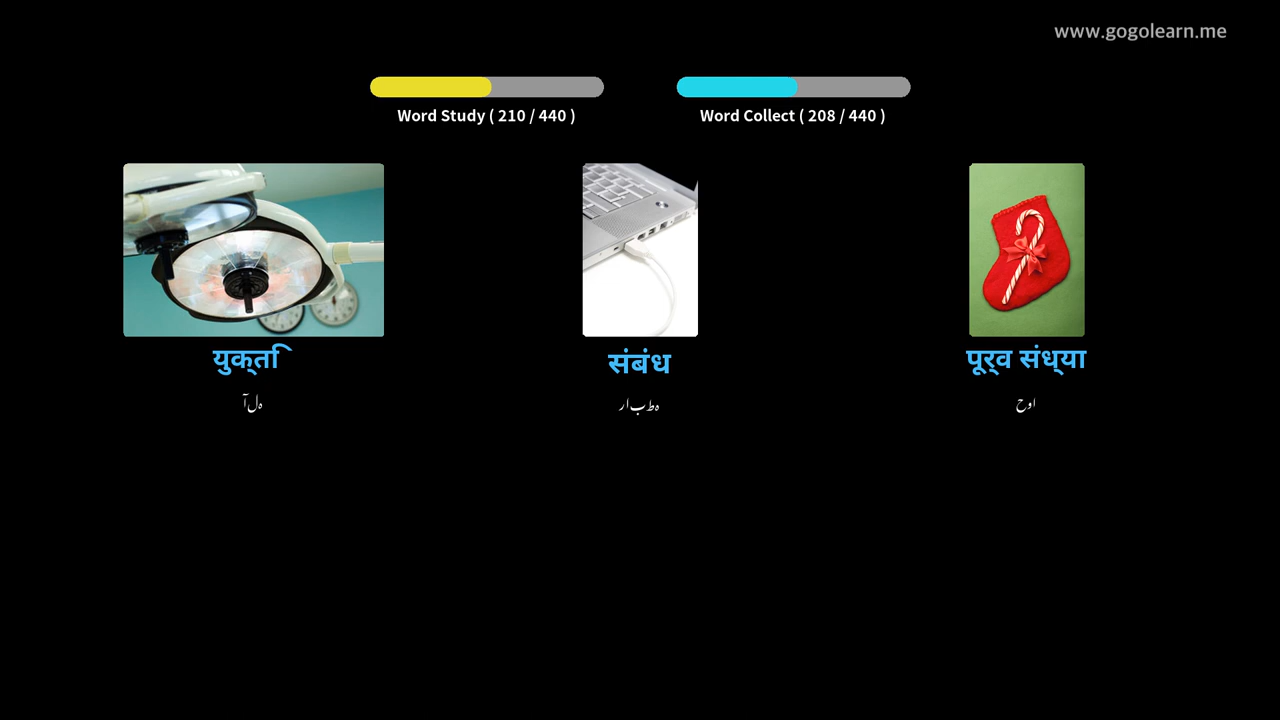 www.gogolearn.me
Word Study ( 210 / 440 )
Word Collect ( 208 / 440 )
युक्ति
संबंध
पूर्व संध्या
آلہ
رابطہ
حوا